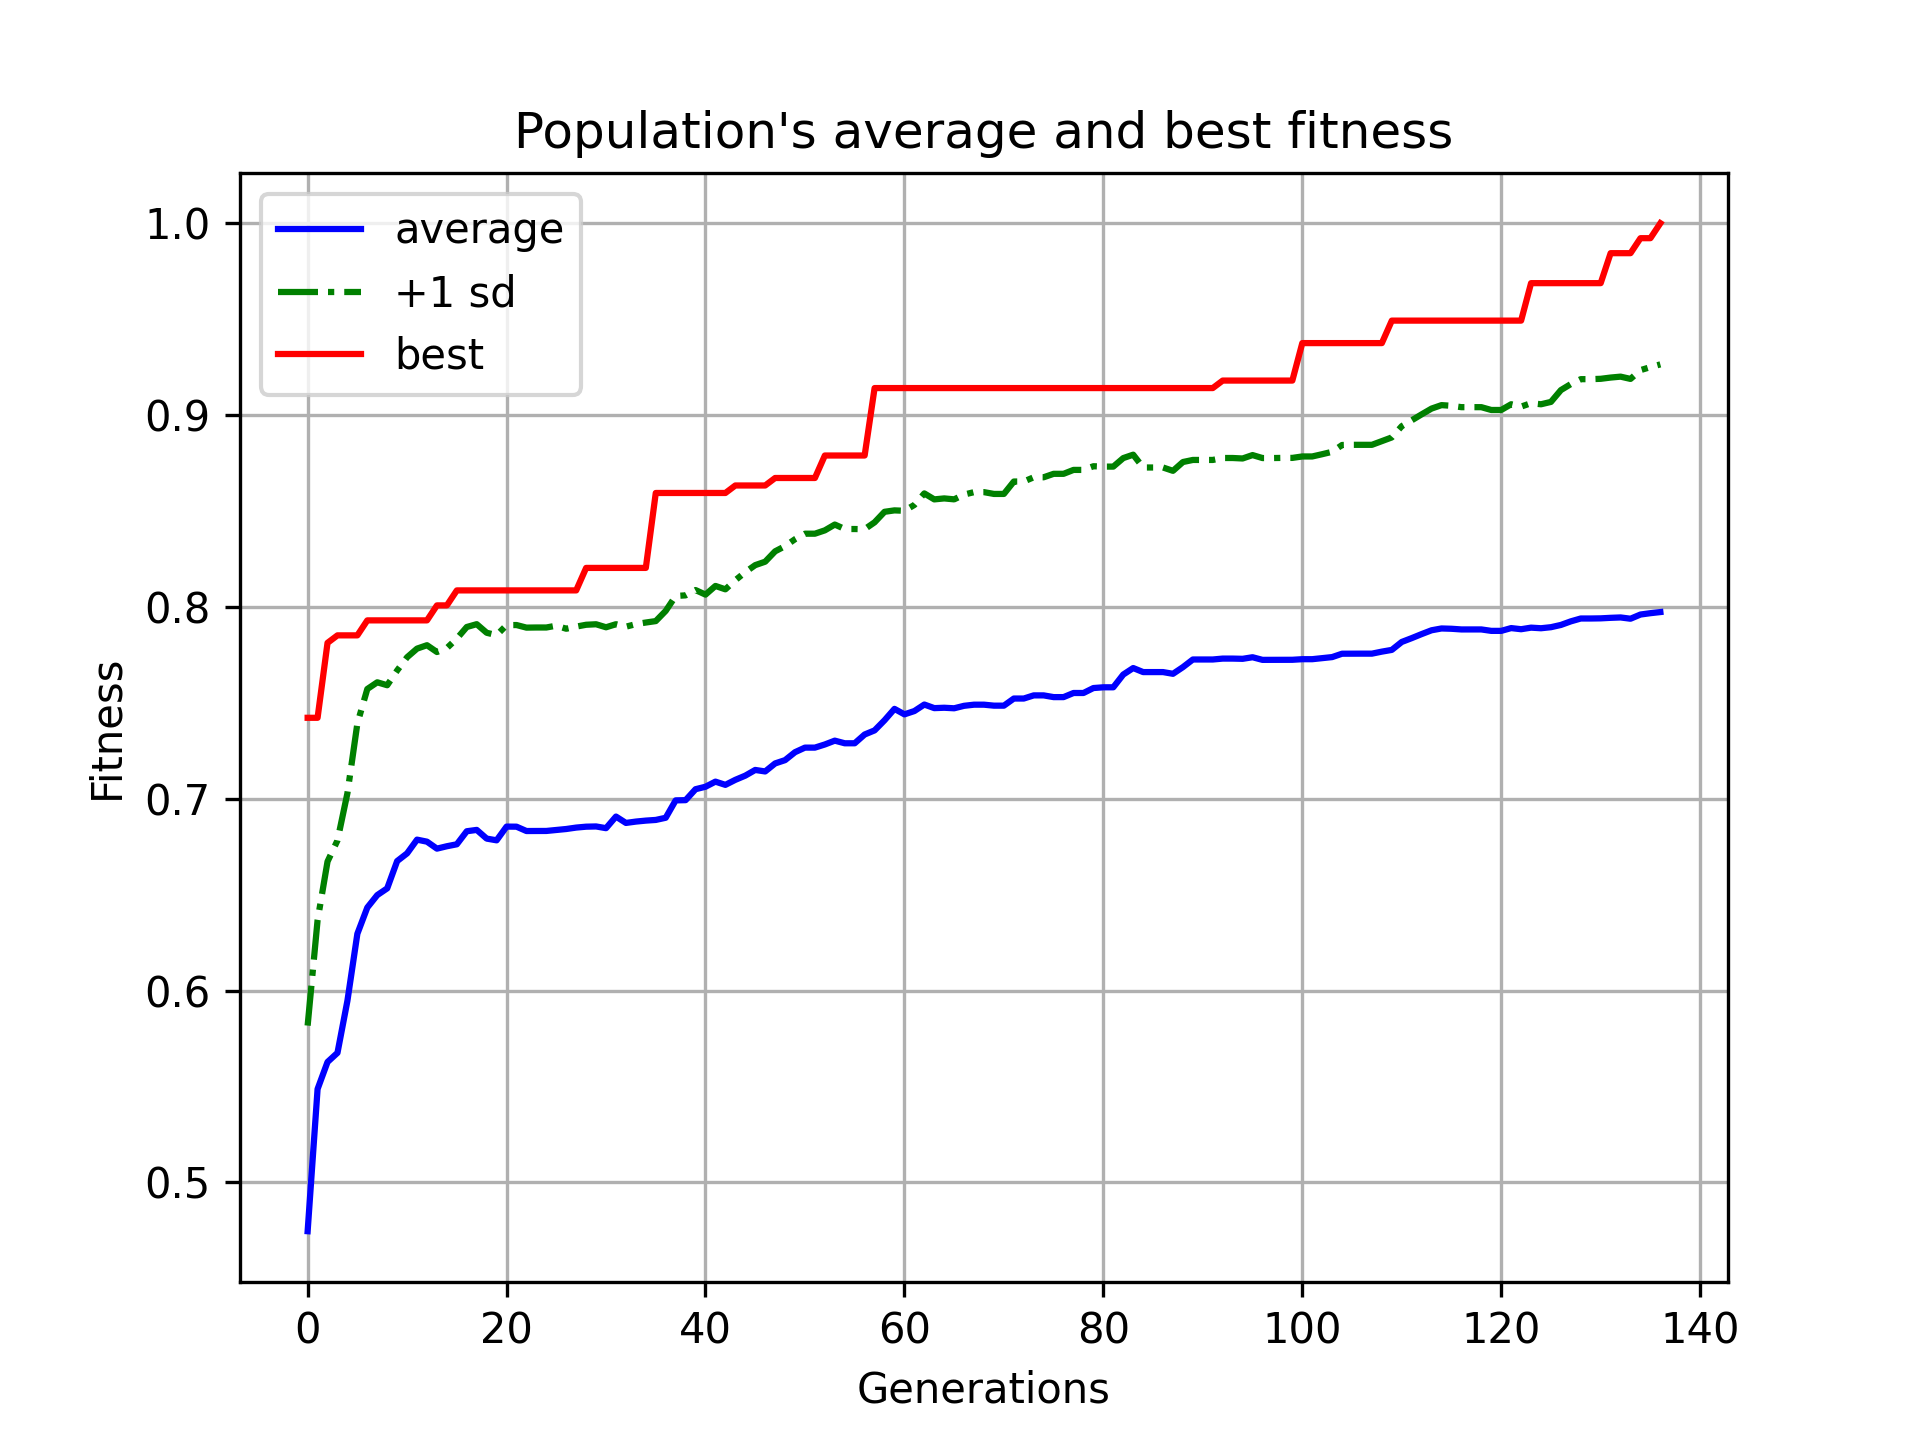 Population's average and best fitness
average
+1 sd
best
1.0
0.9
0.8
0.7
0.6
0.5
Fitness
0 20 40 60 80 100 120 140
Generations